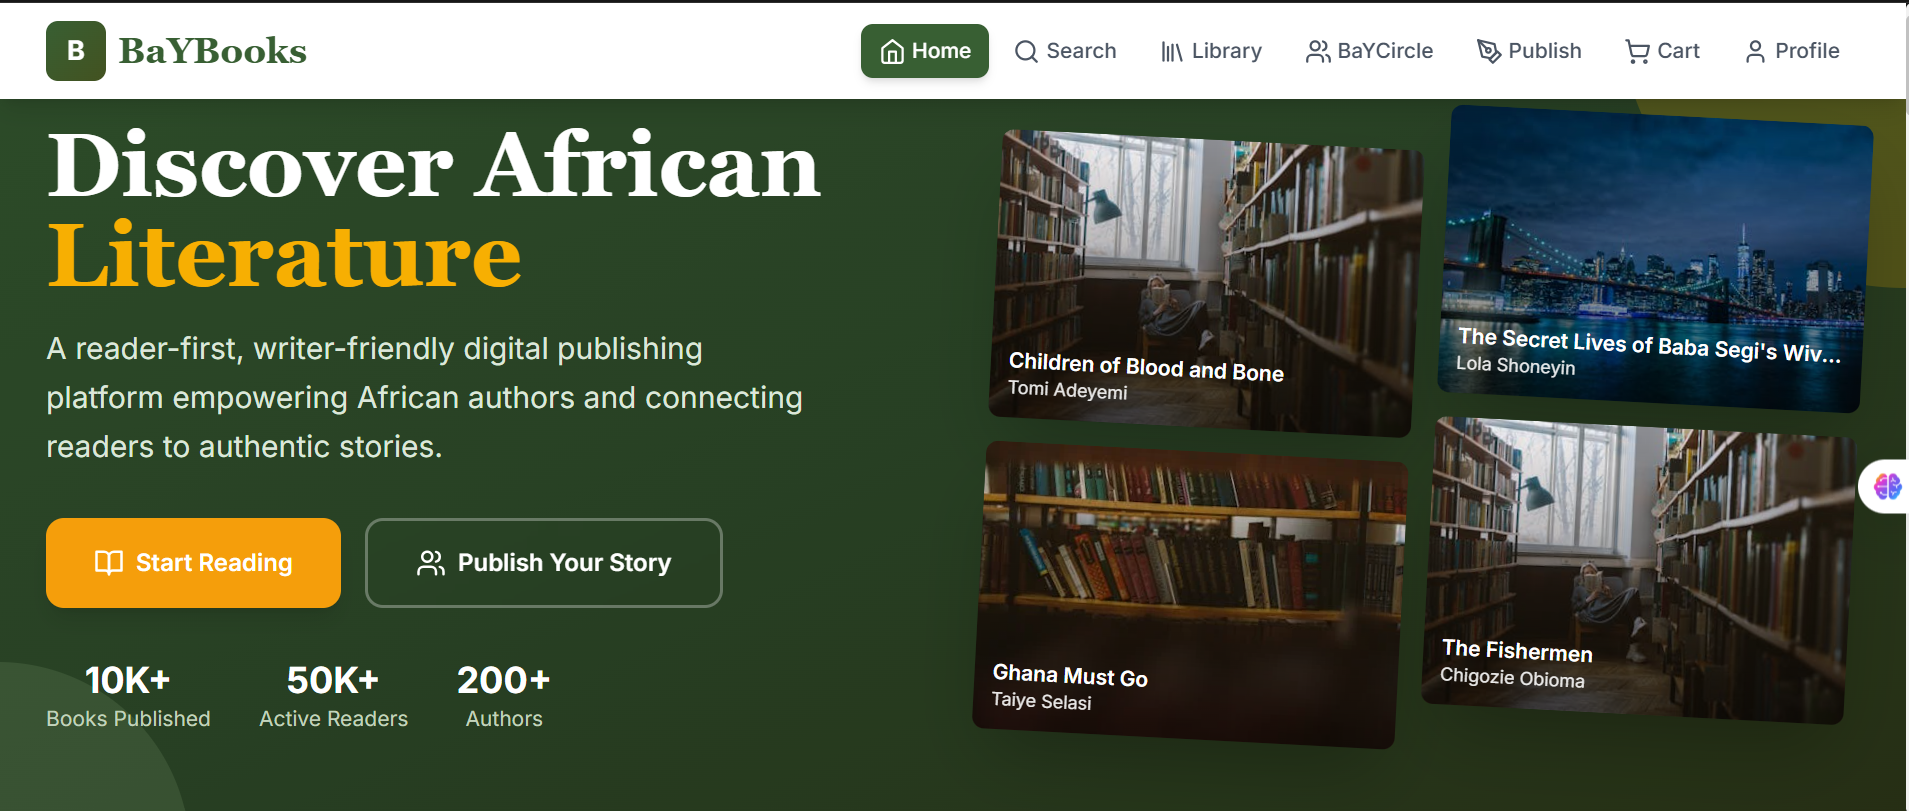 B
BaYBooks
Home
Search
Library
BaYCircle
Publish
Cart
Profile
Discover African
Literature
A reader-first, writer-friendly digital publishing
platform empowering African authors and connecting
readers to authentic stories.
Start Reading
Publish Your Story
10K+
Books Published
50K+
Active Readers
200+
Authors
Children of Blood and Bone
Tomi Adeyemi
The Secret Lives of Baba Segi's Wiv...
Lola Shoneyin
Ghana Must Go
Taiye Selasi
The Fishermen
Chigozie Obioma